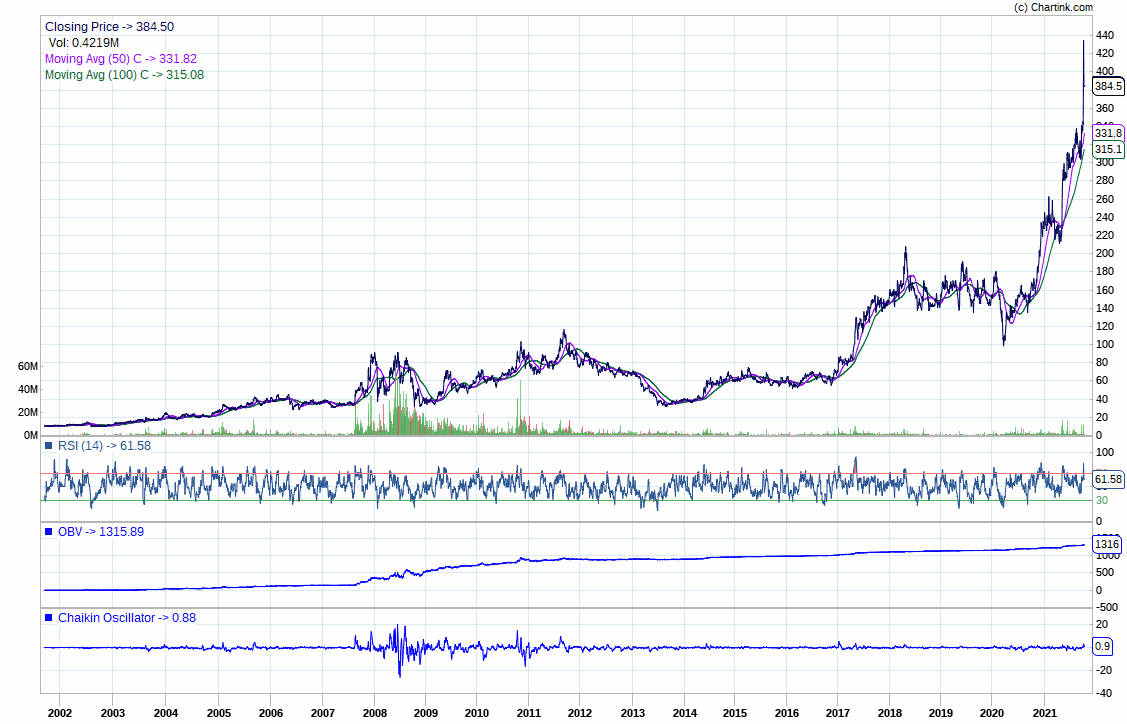 (c) Chartink.com
Closing Price -> 384.50
Vol: 0.4219M
Moving Avg (50) C -> 331.82
Moving Avg (100) C -> 315.08
440
420
400
384.5
360
331.8
315.1
300
280
260
240
220
200
180
160
140
120
100
80
60
40
20
0
60M
40M
20M
0M
RSI (14) -> 61.58
100
61.58
30
0
OBV -> 1315.89
1316
1000
500
0
-500
Chaikin Oscillator -> 0.88
20
0.9
-20
-40
2002 2003 2004 2005 2006 2007 2008 2009 2010 2011 2012 2013 2014 2015 2016 2017 2018 2019 2020 2021